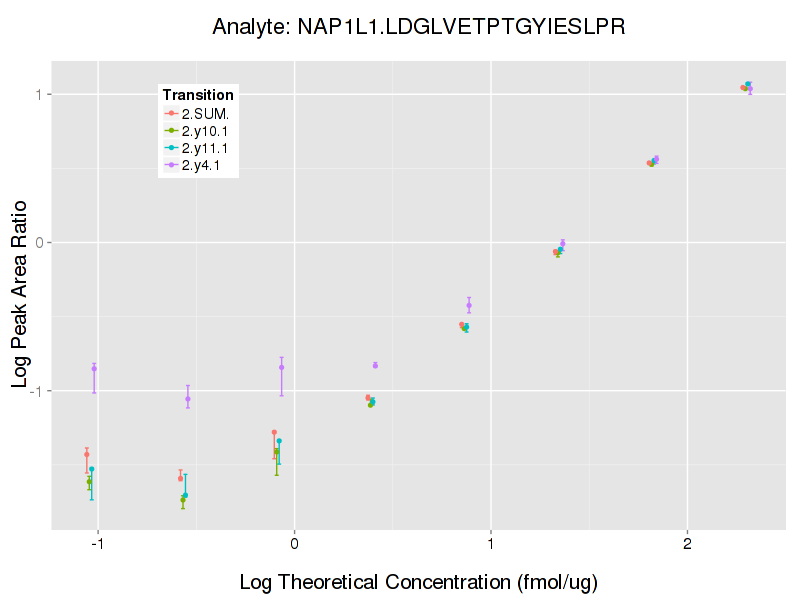 Analyte: NAP1L1.LDGLVETPTGYIESLPR
Transition
2.SUM.
2.y10.1
2.y11.1
2.y4.1
1
0
-1
Log Peak Area Ratio
-1 0 1 2
Log Theoretical Concentration (fmol/ug)